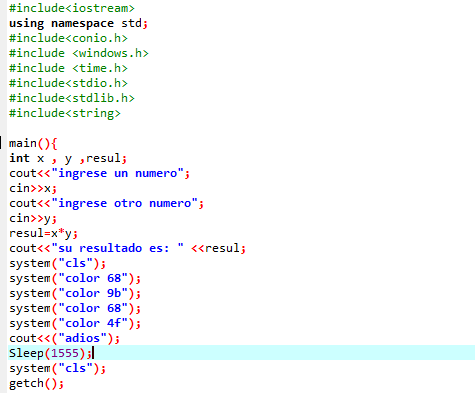 #include<iostream>
using namespace std;
#include<conio.h>
#include <windows.h>
#include <time.h>
#include<stdio.h>
#include<stdlib.h>
#include<string>
main(){
int x , y ,resul;
cout<<"ingrese un numero";
cin>>x;
cout<<"ingrese otro numero";
cin>>y;
resul=x*y;
cout<<"su resultado es: " <<resul;
system("cls");
system("color 68");
system("color 9b");
system("color 68");
system("color 4f");
cout<<("adios");
Sleep(1555);
system("cls");
getch();